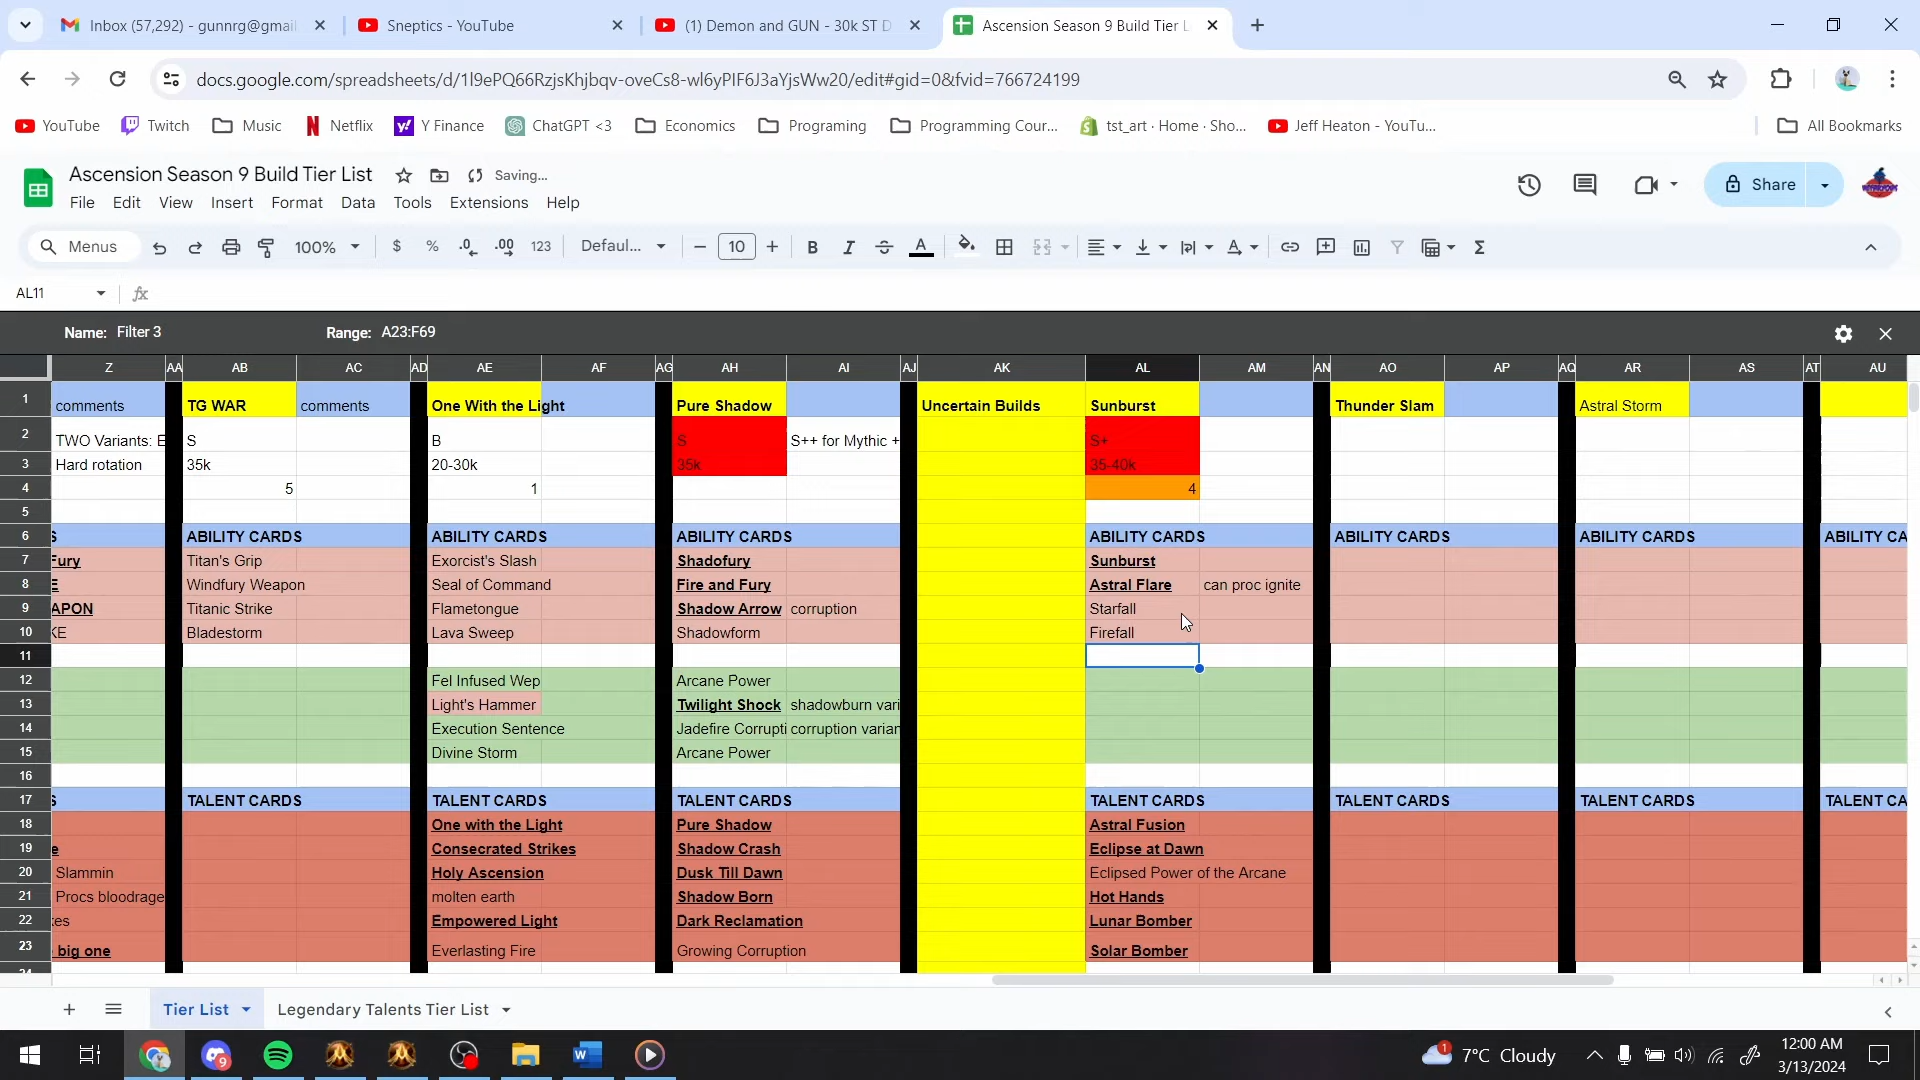 Inbox (57,292) - gunnrg@gmai
Sneptics - YouTube
(1) Demon and GUN - 30k ST D
Ascension Season 9 Build Tier L
docs.google.com/spreadsheets/d/1l9ePQ66RzjsKhjbqv-oveCs8-wl6yPIF6J3aYjsWw20/edit#gid=0&fvid=766724199
YouTube Twitch Music Netflix Y Finance ChatGPT <3 Economics Programing Programming Cour... tst_art · Home · Sho... Jeff Heaton - YouTu... All Bookmarks
Ascension Season 9 Build Tier List Saving...
File Edit View Insert Format Data Tools Extensions Help
Share
Menus 100% $ % .0 .00 123 Defaul... 10 B I A Σ
AL11 fx
Name: Filter 3 Range: A23:F69
Z AA AB AC AD AE AF AG AH AI AJ AK AL AM AN AO AP AQ AR AS AT AU
1 comments TG WAR comments One With the Light Pure Shadow Uncertain Builds Sunburst Thunder Slam Astral Storm
2 TWO Variants: E S B S S++ for Mythic + S+
3 Hard rotation 35k 20-30k 35k 35-40k
4 5 1 4
5
6 S ABILITY CARDS ABILITY CARDS ABILITY CARDS ABILITY CARDS ABILITY CARDS ABILITY CARDS ABILITY CA
7 Fury Titan's Grip Exorcist's Slash Shadofury Sunburst
8 E Windfury Weapon Seal of Command Fire and Fury Astral Flare can proc ignite
9 APON Titanic Strike Flametongue Shadow Arrow corruption Starfall
10 KE Bladestorm Lava Sweep Shadowform Firefall
11
12 Fel Infused Wep Arcane Power
13 Light's Hammer Twilight Shock shadowburn vari
14 Execution Sentence Jadefire Corrupti corruption varian
15 Divine Storm Arcane Power
16
17 S TALENT CARDS TALENT CARDS TALENT CARDS TALENT CARDS TALENT CARDS TALENT CARDS TALENT CA
18 One with the Light Pure Shadow Astral Fusion
19 e Consecrated Strikes Shadow Crash Eclipse at Dawn
20 Slammin Holy Ascension Dusk Till Dawn Eclipsed Power of the Arcane
21 Procs bloodrage molten earth Shadow Born Hot Hands
22 kes Empowered Light Dark Reclamation Lunar Bomber
23 big one Everlasting Fire Growing Corruption Solar Bomber
Tier List Legendary Talents Tier List
7°C Cloudy
12:00 AM
3/13/2024